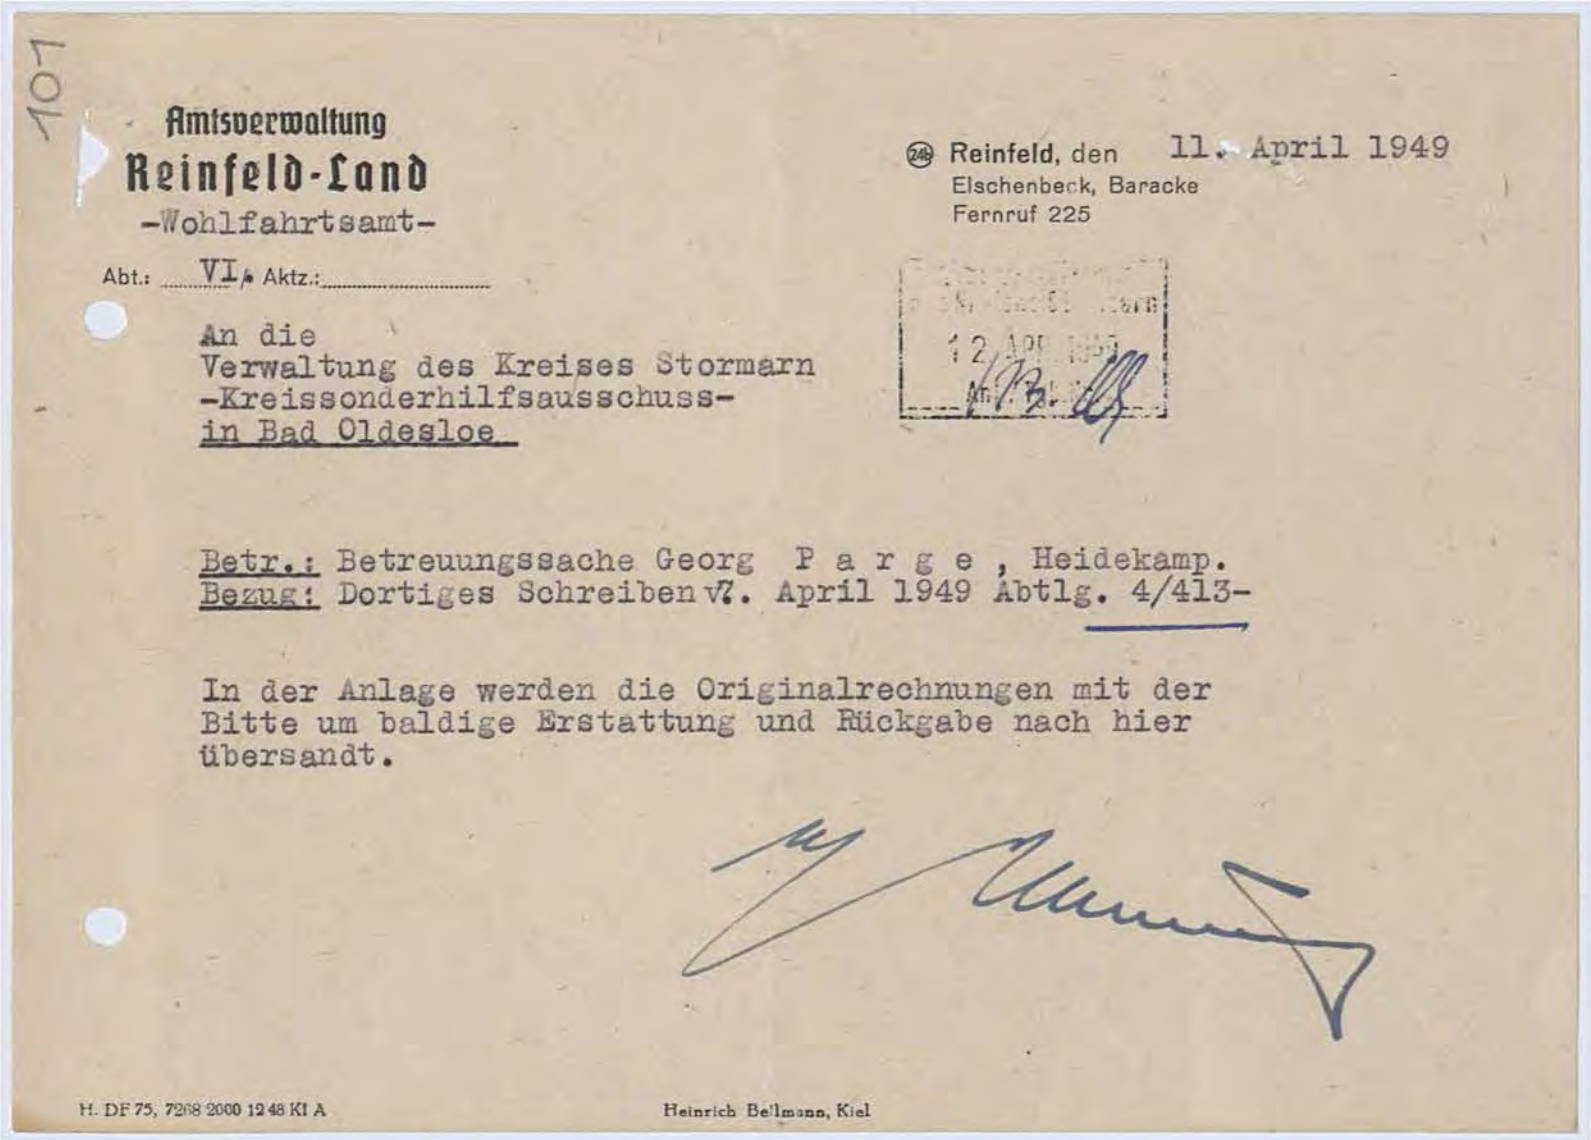 101
Amtsverwaltung
Reinfeld-Land
-Wohlfahrtsamt-
Abt.: VI. Aktz.:
24b Reinfeld, den 11. April 1949
Elschenbeck, Baracke
Fernruf 225
12 APR. 1949
An die
Verwaltung des Kreises Stormarn
-Kreissonderhilfsausschuss-
in Bad Oldesloe
Betr.: Betreuungssache Georg P a r g e , Heidekamp.
Bezug: Dortiges Schreiben v7. April 1949 Abtlg. 4/413-
In der Anlage werden die Originalrechnungen mit der
Bitte um baldige Erstattung und Rückgabe nach hier
übersandt.
H. DF 75, 7268 2000 12 48 Kl A
Heinrich Bellmann, Kiel